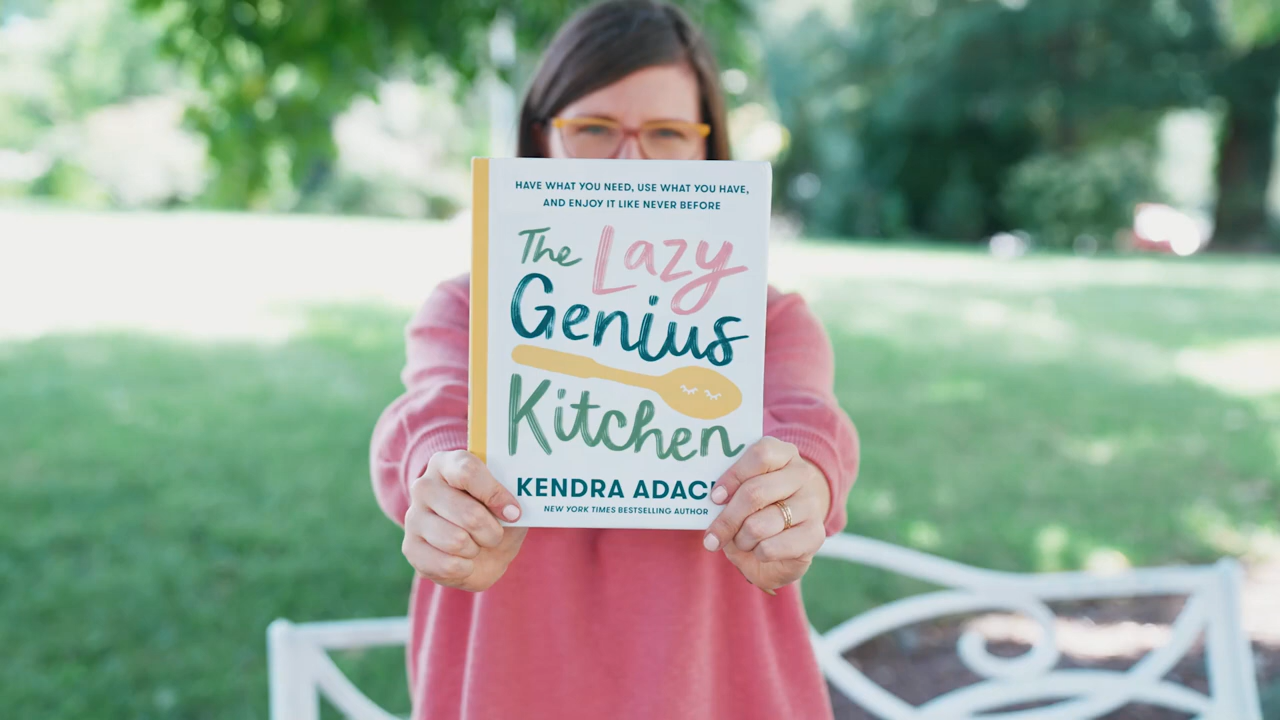 HAVE WHAT YOU NEED, USE WHAT YOU HAVE,
AND ENJOY IT LIKE NEVER BEFORE
The Lazy
Genius
Kitchen
KENDRA ADAC
NEW YORK TIMES BESTSELLING AUTHOR